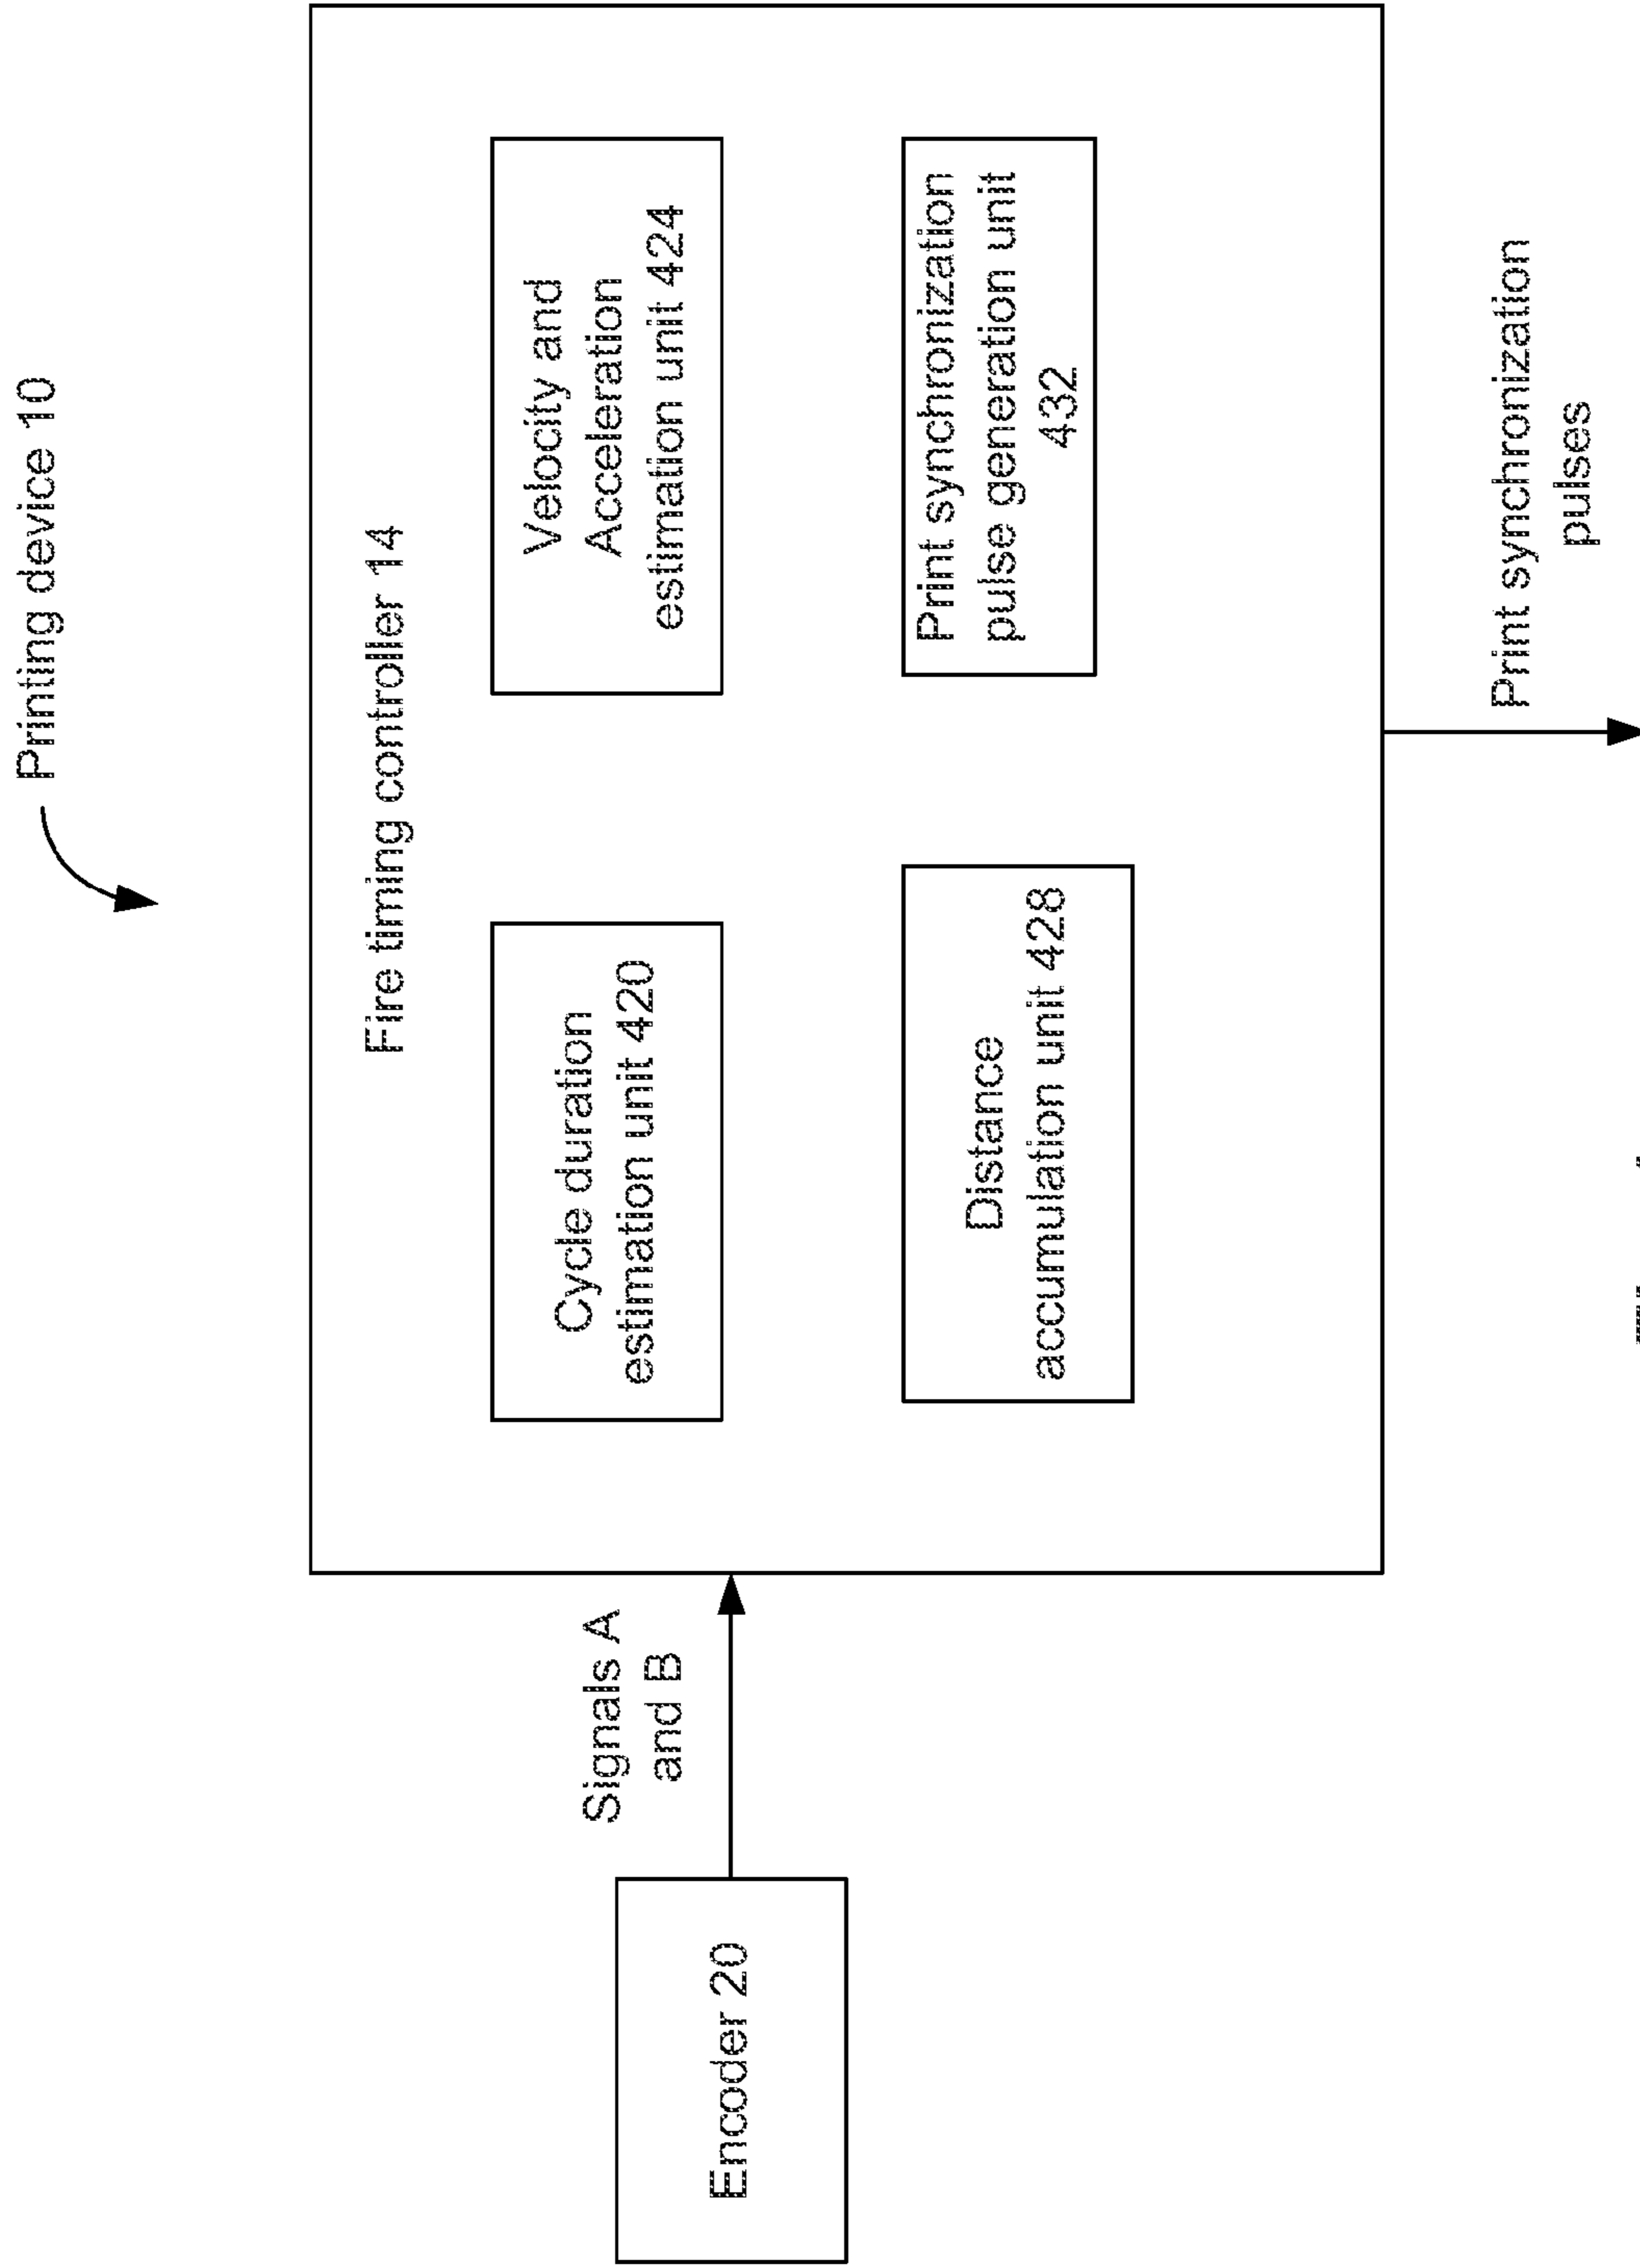 Printing device 10
Fire timing controller 14
Cycle duration
estimation unit 420
Velocity and
Acceleration
estimation unit 424
Signals A
and B
Encoder 20
Distance
accumulation unit 428
Print synchronization
pulse generation unit
432
Print synchronization
pulses